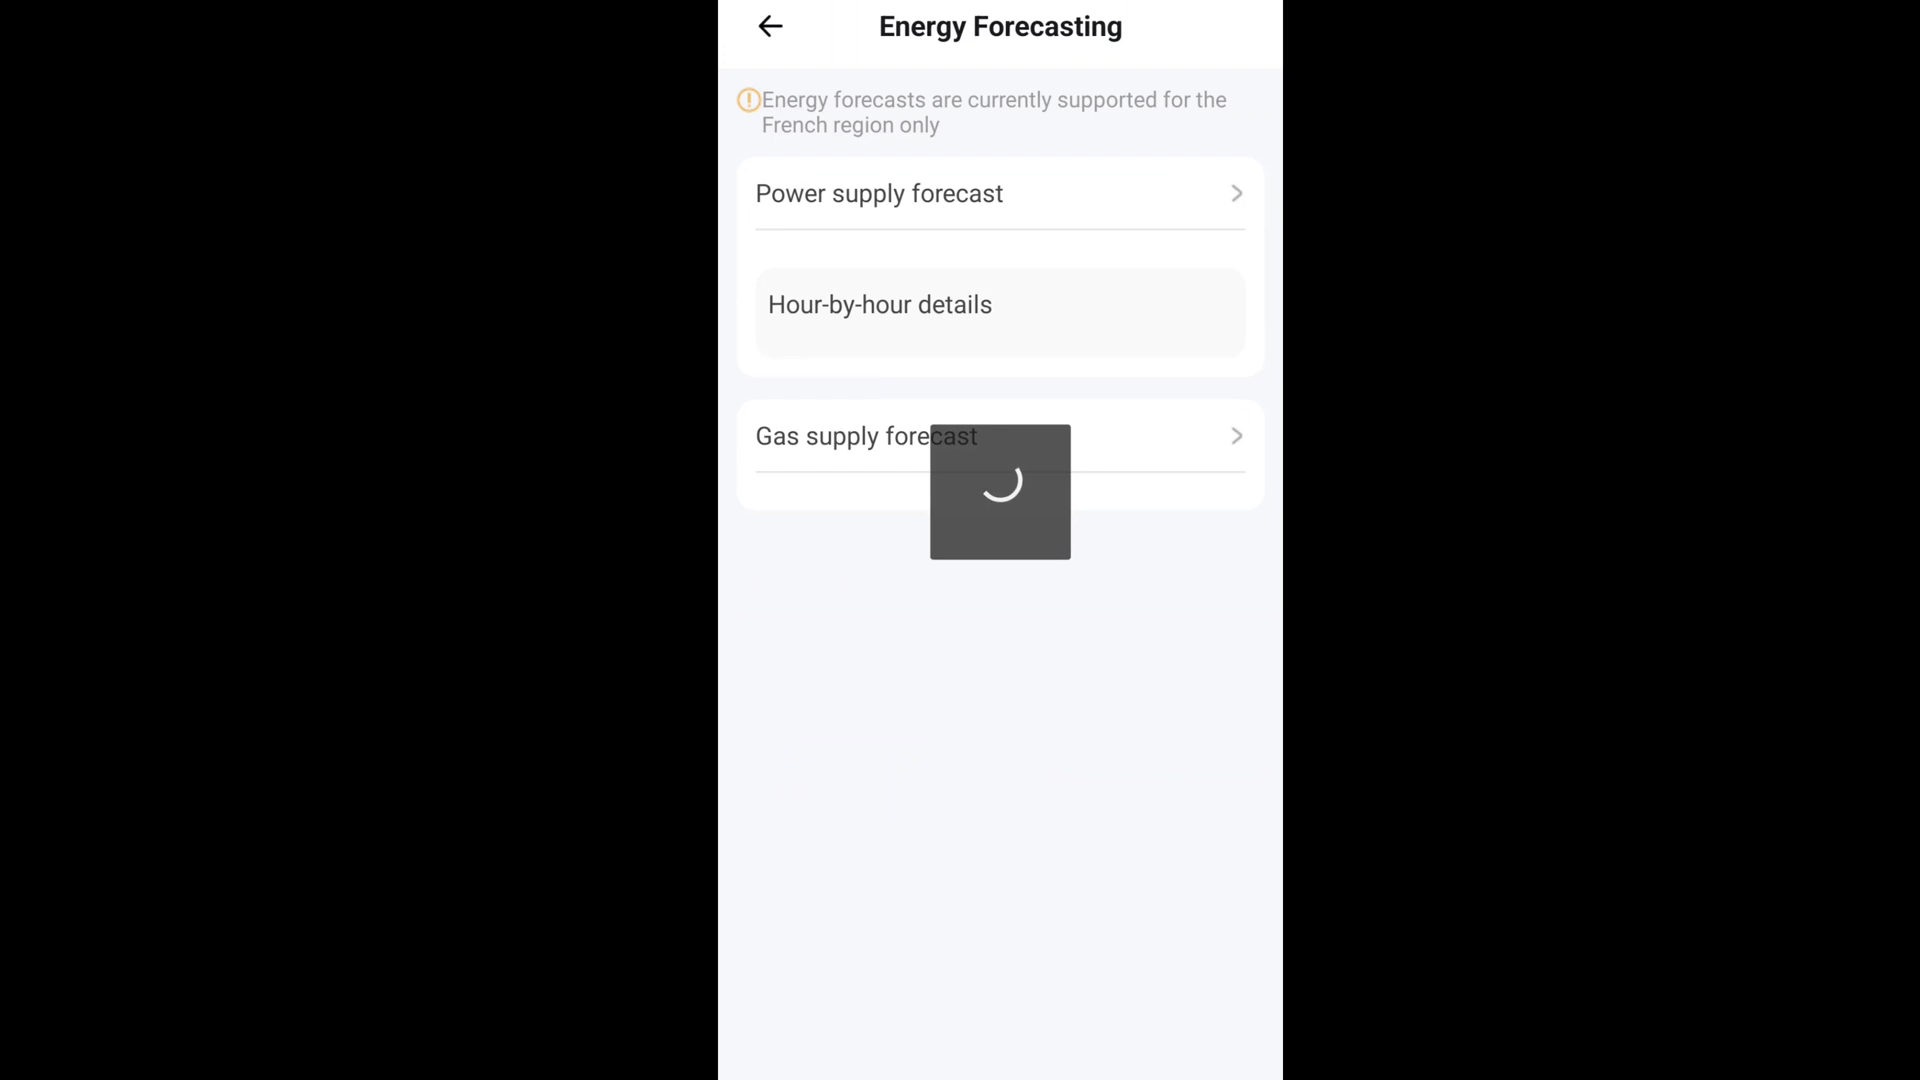 Energy Forecasting
Energy forecasts are currently supported for the
French region only
Power supply forecast
Hour-by-hour details
Gas supply forecast